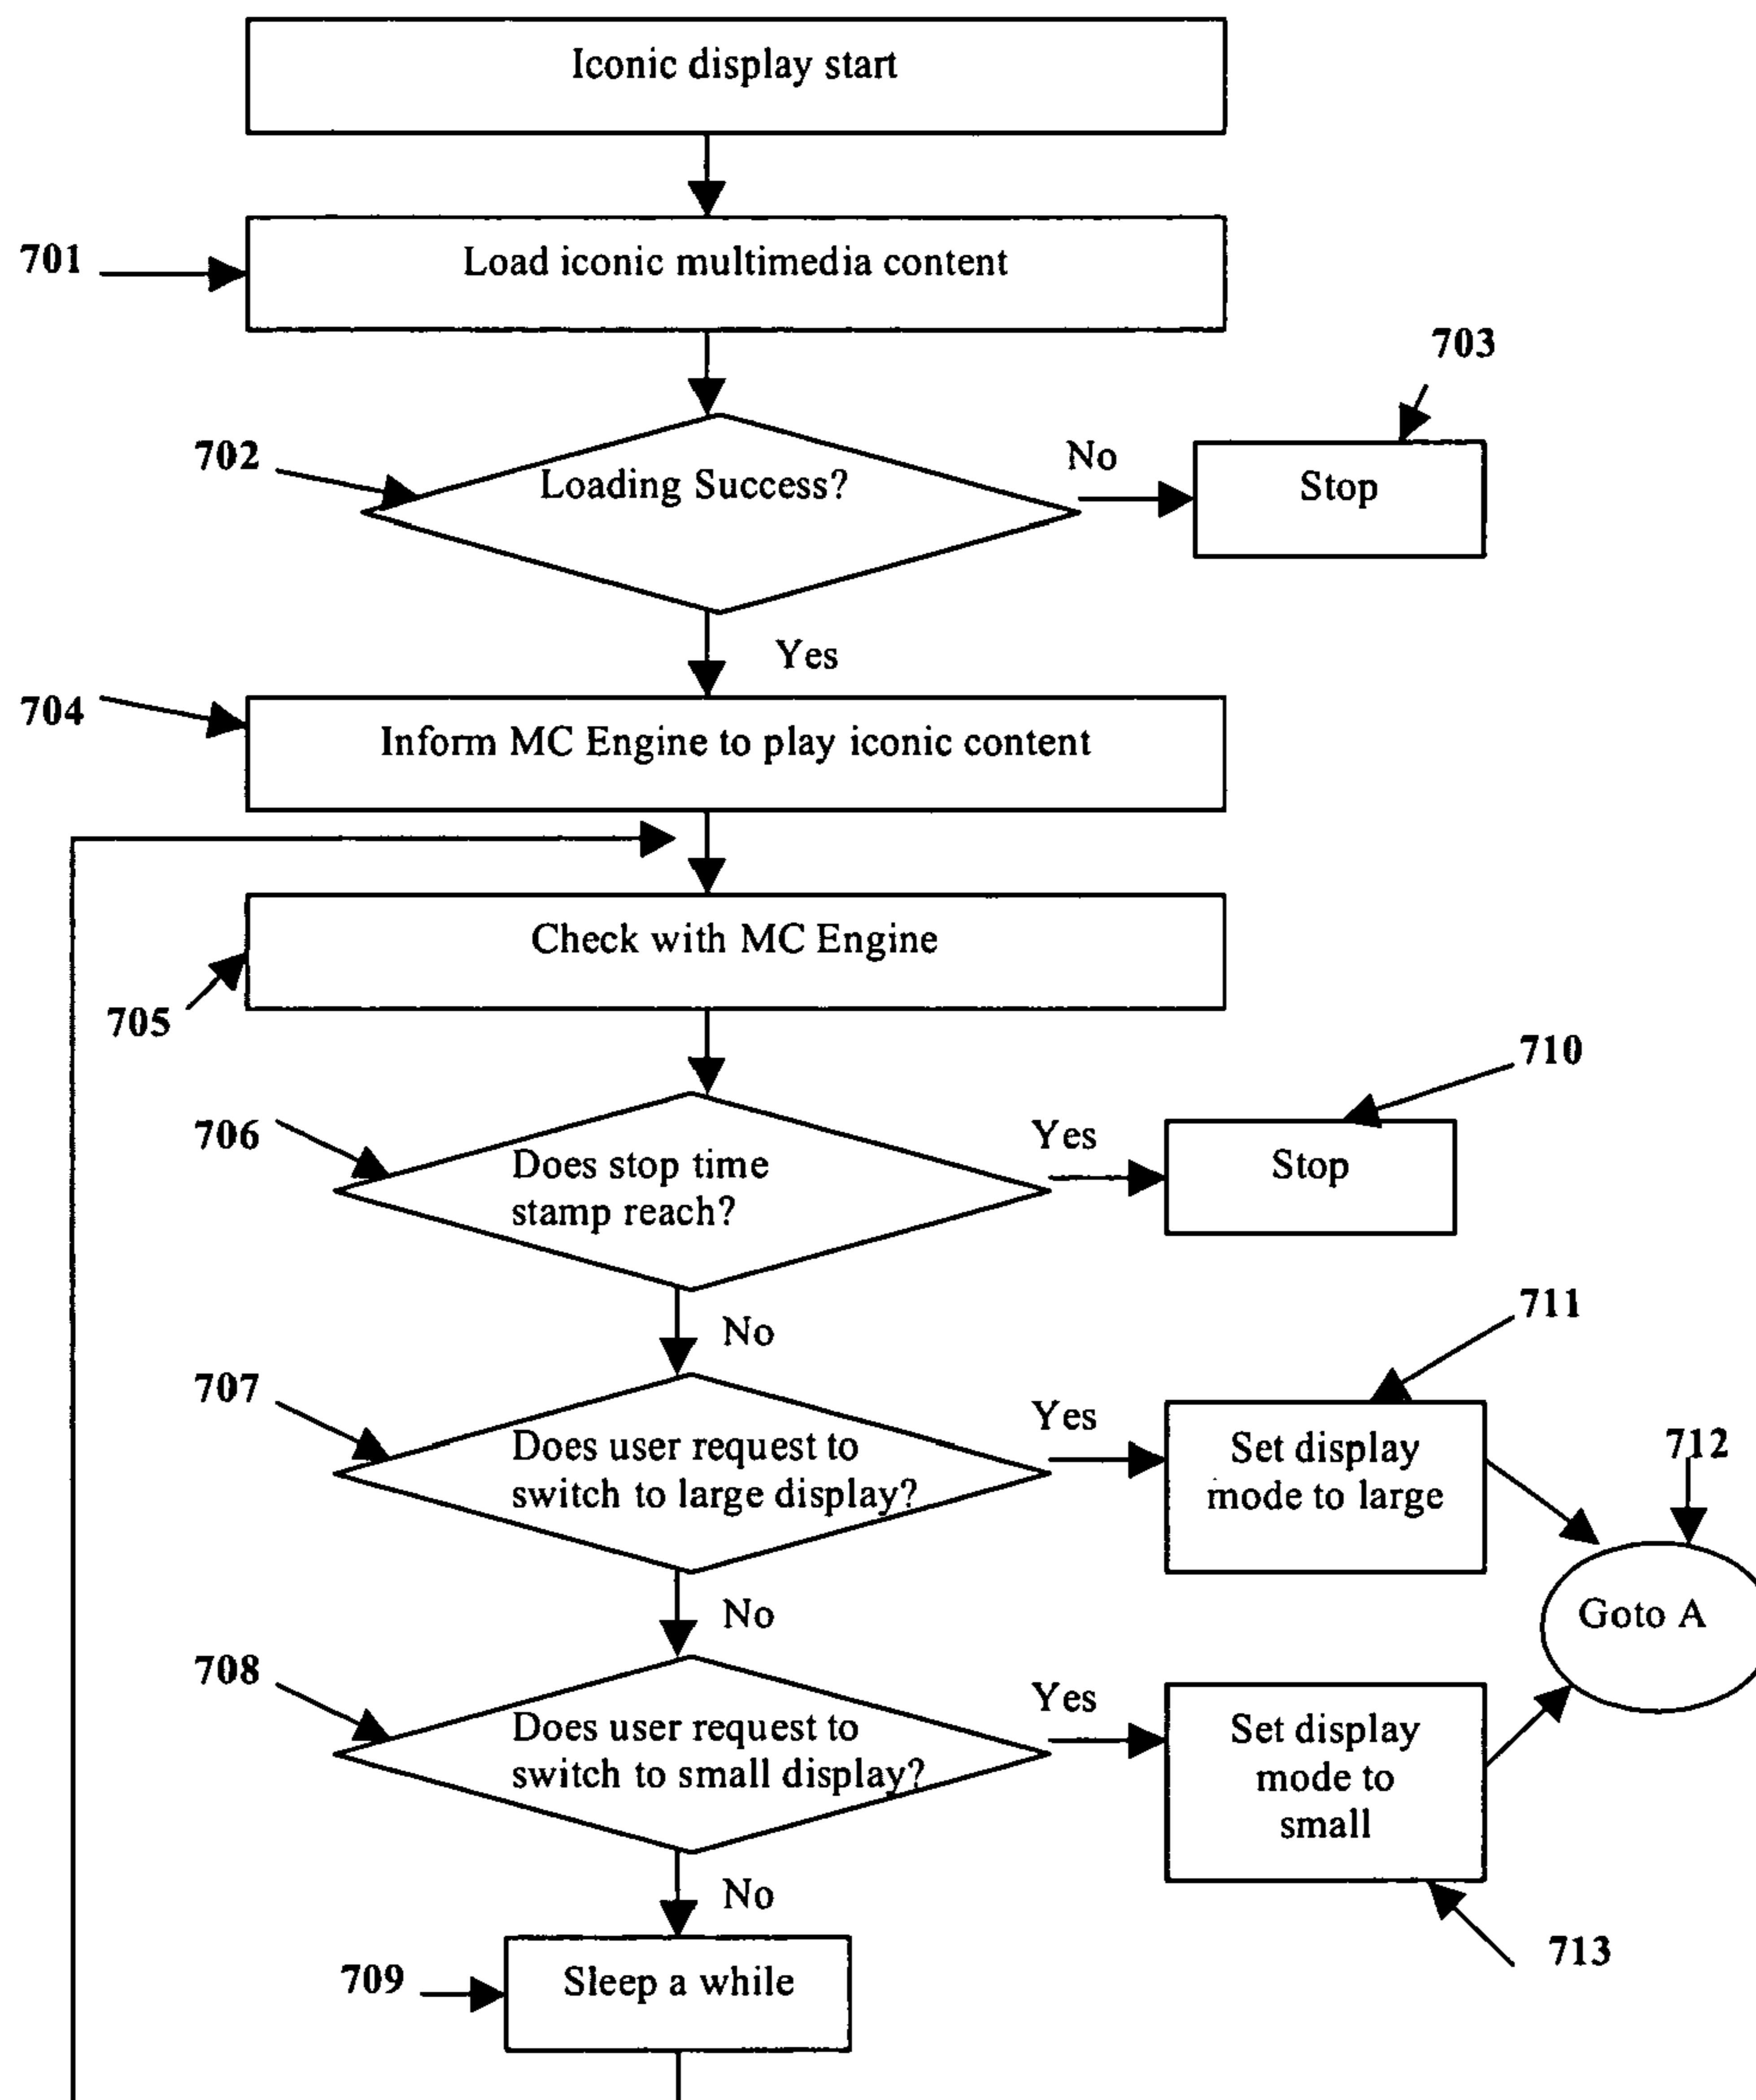 Iconic display start
701
Load iconic multimedia content
703
702
Loading Success?
No
Stop
Yes
704
Inform MC Engine to play iconic content
Check with MC Engine
705
710
706
Does stop time
stamp reach?
Yes
Stop
No
711
707
Does user request to
switch to large display?
Yes
Set display
mode to large
712
Goto A
No
708
Does user request to
switch to small display?
Yes
Set display
mode to
small
No
713
709
Sleep a while